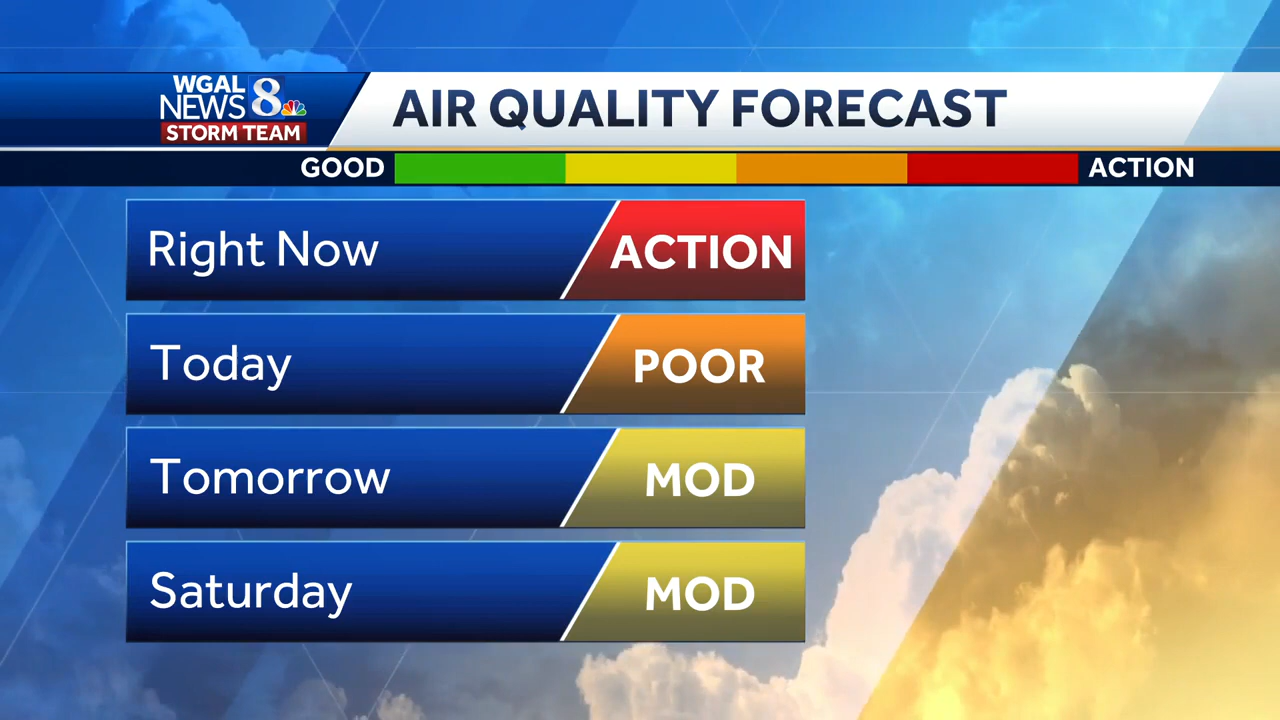 WGAL
NEWS 8
STORM TEAM
AIR QUALITY FORECAST
GOOD
ACTION
Right Now
ACTION
Today
POOR
Tomorrow
MOD
Saturday
MOD